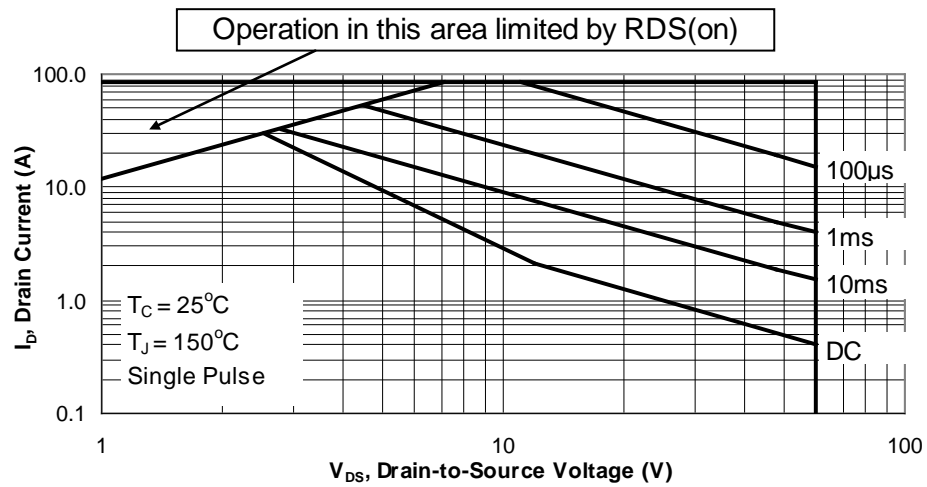 Operation in this area limited by RDS(on)
100.0
10.0
1.0
0.1
I_D, Drain Current (A)
100µs
1ms
10ms
DC
T_C = 25°C
T_J = 150°C
Single Pulse
1
10
100
V_DS, Drain-to-Source Voltage (V)